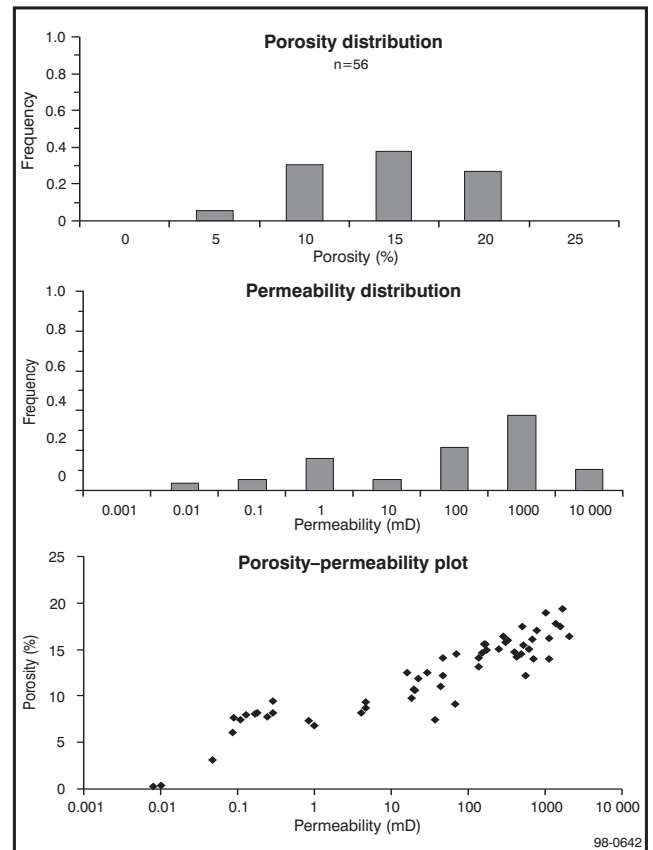 Porosity distribution
n=56
Frequency
1.0
0.8
0.6
0.4
0.2
0
0 5 10 15 20 25
Porosity (%)
Permeability distribution
Frequency
1.0
0.8
0.6
0.4
0.2
0
0.001 0.01 0.1 1 10 100 1000 10 000
Permeability (mD)
Porosity–permeability plot
Porosity (%)
25
20
15
10
5
0
0.001 0.01 0.1 1 10 100 1000 10 000
Permeability (mD)
98-0642